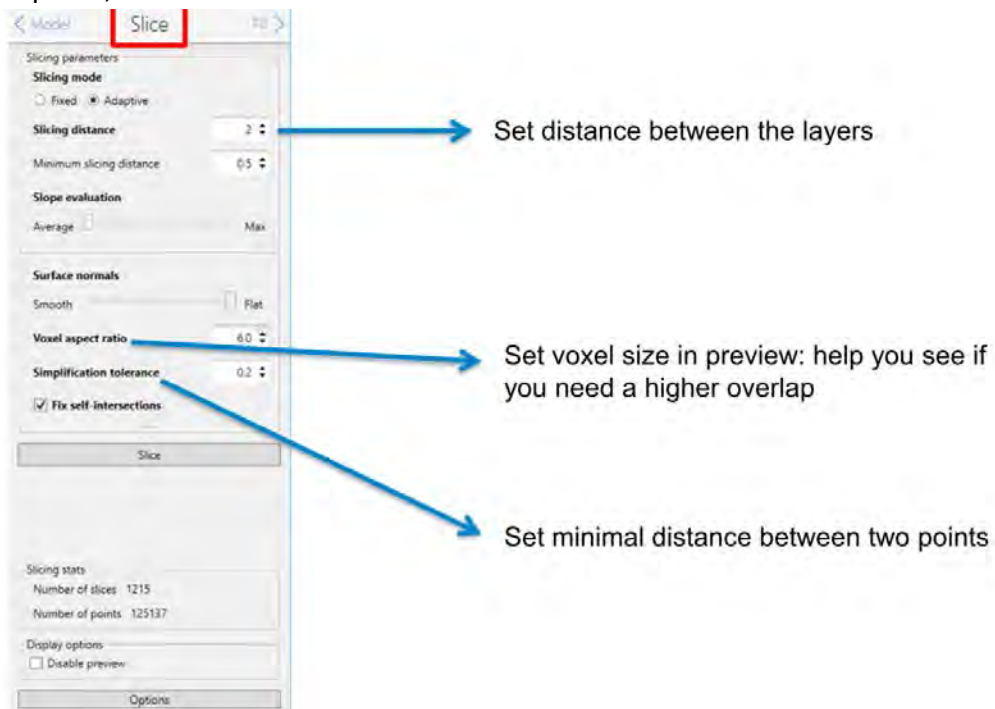 Model
Slice
Slicing parameters
Slicing mode
Fixed Adaptive
Slicing distance 2
Set distance between the layers
Minimum slicing distance 0.5
Slope evaluation
Average Max
Surface normals
Smooth Flat
Voxel aspect ratio 6.0
Set voxel size in preview: help you see if
you need a higher overlap
Simplification tolerance 0.2
Fix self-intersections
Slice
Set minimal distance between two points
Slicing stats
Number of slices 1215
Number of points 125137
Display options
Disable preview
Options